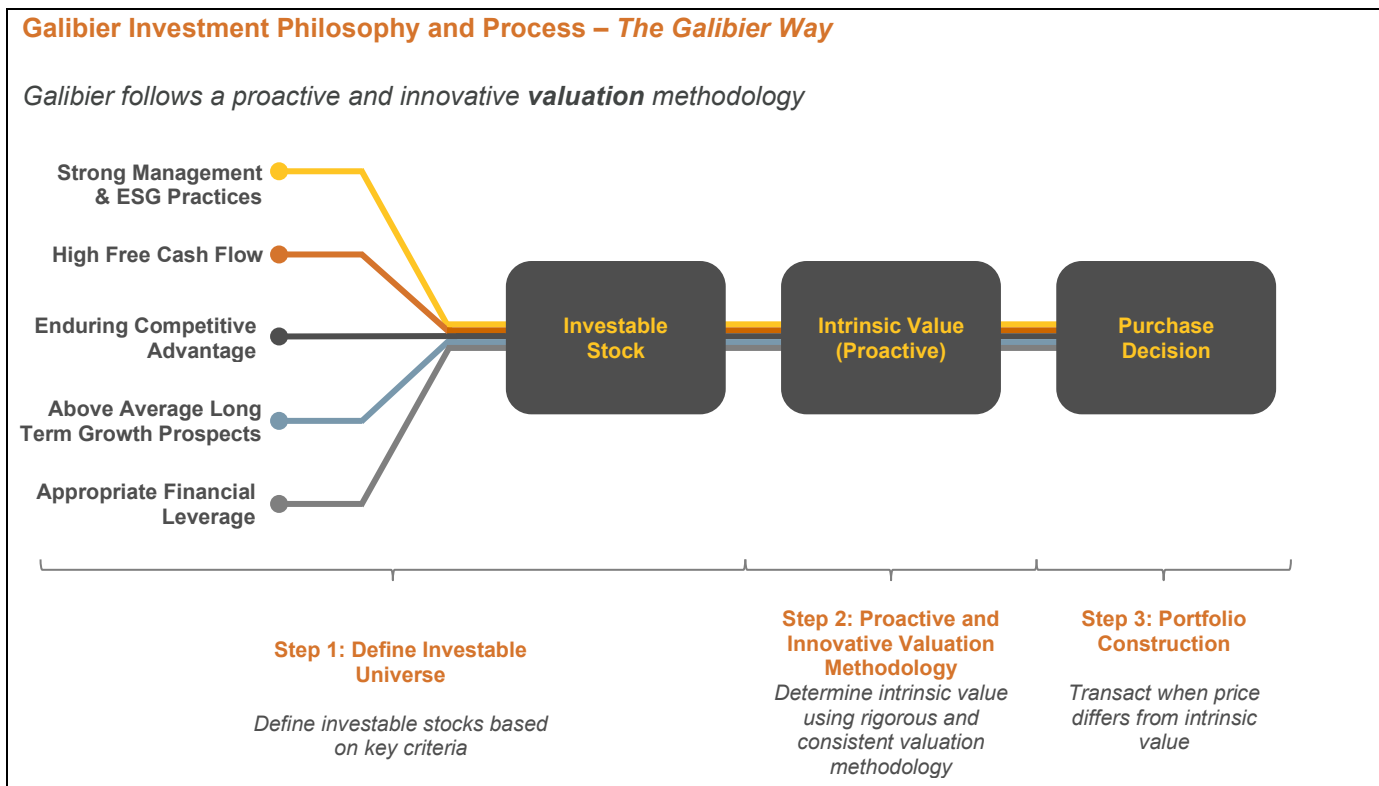 Galibier Investment Philosophy and Process – The Galibier Way
Galibier follows a proactive and innovative valuation methodology
Strong Management
& ESG Practices
High Free Cash Flow
Enduring Competitive
Advantage
Above Average Long
Term Growth Prospects
Appropriate Financial
Leverage
Investable
Stock
Intrinsic Value
(Proactive)
Purchase
Decision
Step 1: Define Investable
Universe
Define investable stocks based
on key criteria
Step 2: Proactive and
Innovative Valuation
Methodology
Determine intrinsic value
using rigorous and
consistent valuation
methodology
Step 3: Portfolio
Construction
Transact when price
differs from intrinsic
value